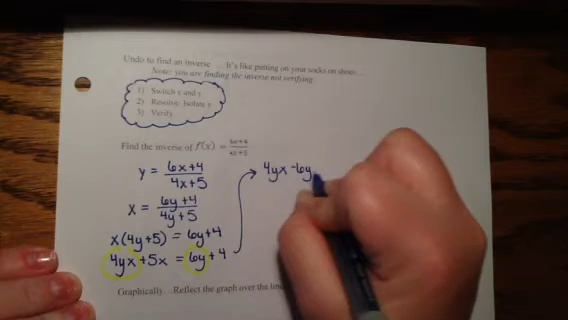 Undo to find an inverse … It's like putting on your socks on shoes…
Note: you are finding the inverse not verifying
1) Switch x and y
2) Resolve/Isolate y
3) Verify
Find the inverse of f(x) = (6x+4)/(4x+5)
y = (6x+4)/(4x+5)
x = (6y+4)/(4y+5)
x(4y+5) = 6y+4
4yx+5x = 6y+4
4yx-6y
Graphically…Reflect the graph over the line